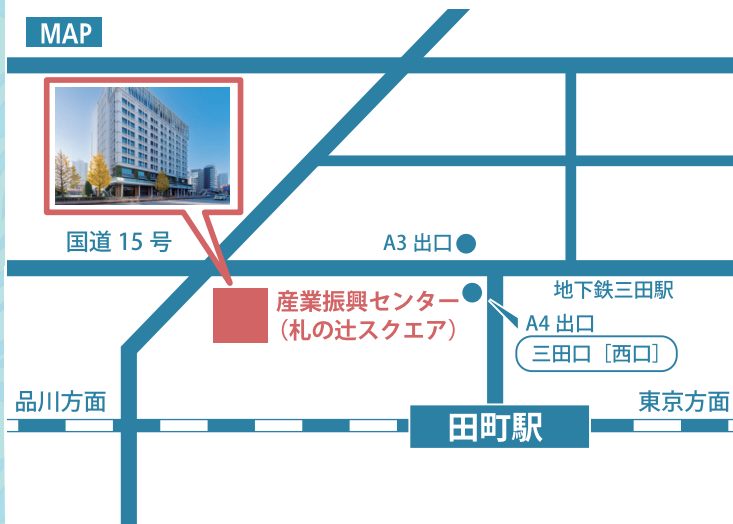 MAP
国道 15 号
A3 出口
産業振興センター
（札の辻スクエア）
地下鉄三田駅
A4 出口
三田口［西口］
品川方面
東京方面
田町駅